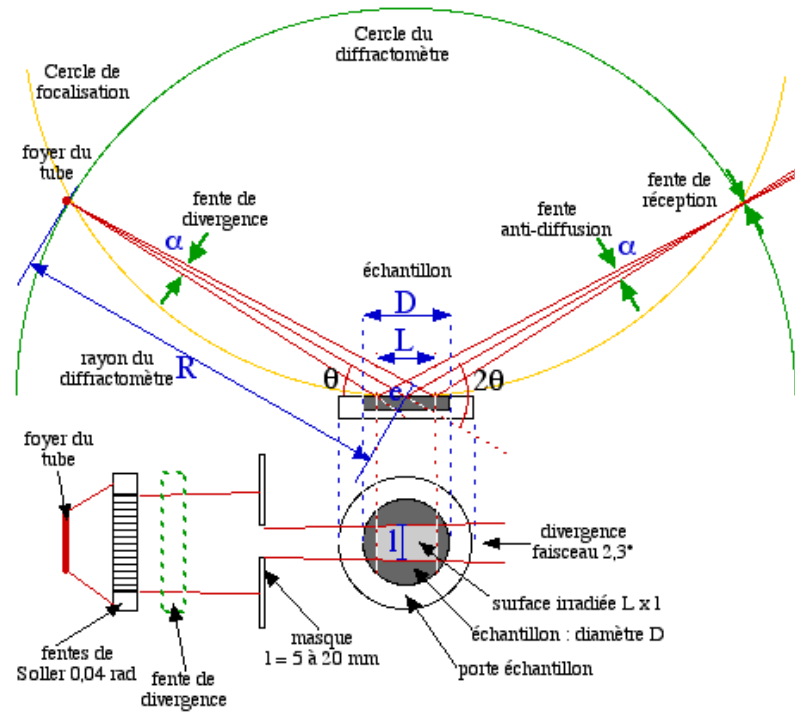 Cercle du
diffractomètre
Cercle de
focalisation
foyer du
tube
fente de
divergence
α
fente
anti-diffusion
α
fente de
réception
échantillon
D
L
rayon du
diffractomètre
R
θ
e
2θ
foyer du
tube
l
divergence
faisceau 2,3°
surface irradiée L x l
échantillon : diamètre D
porte échantillon
masque
l = 5 à 20 mm
fentes de
Soller 0,04 rad
fente de
divergence